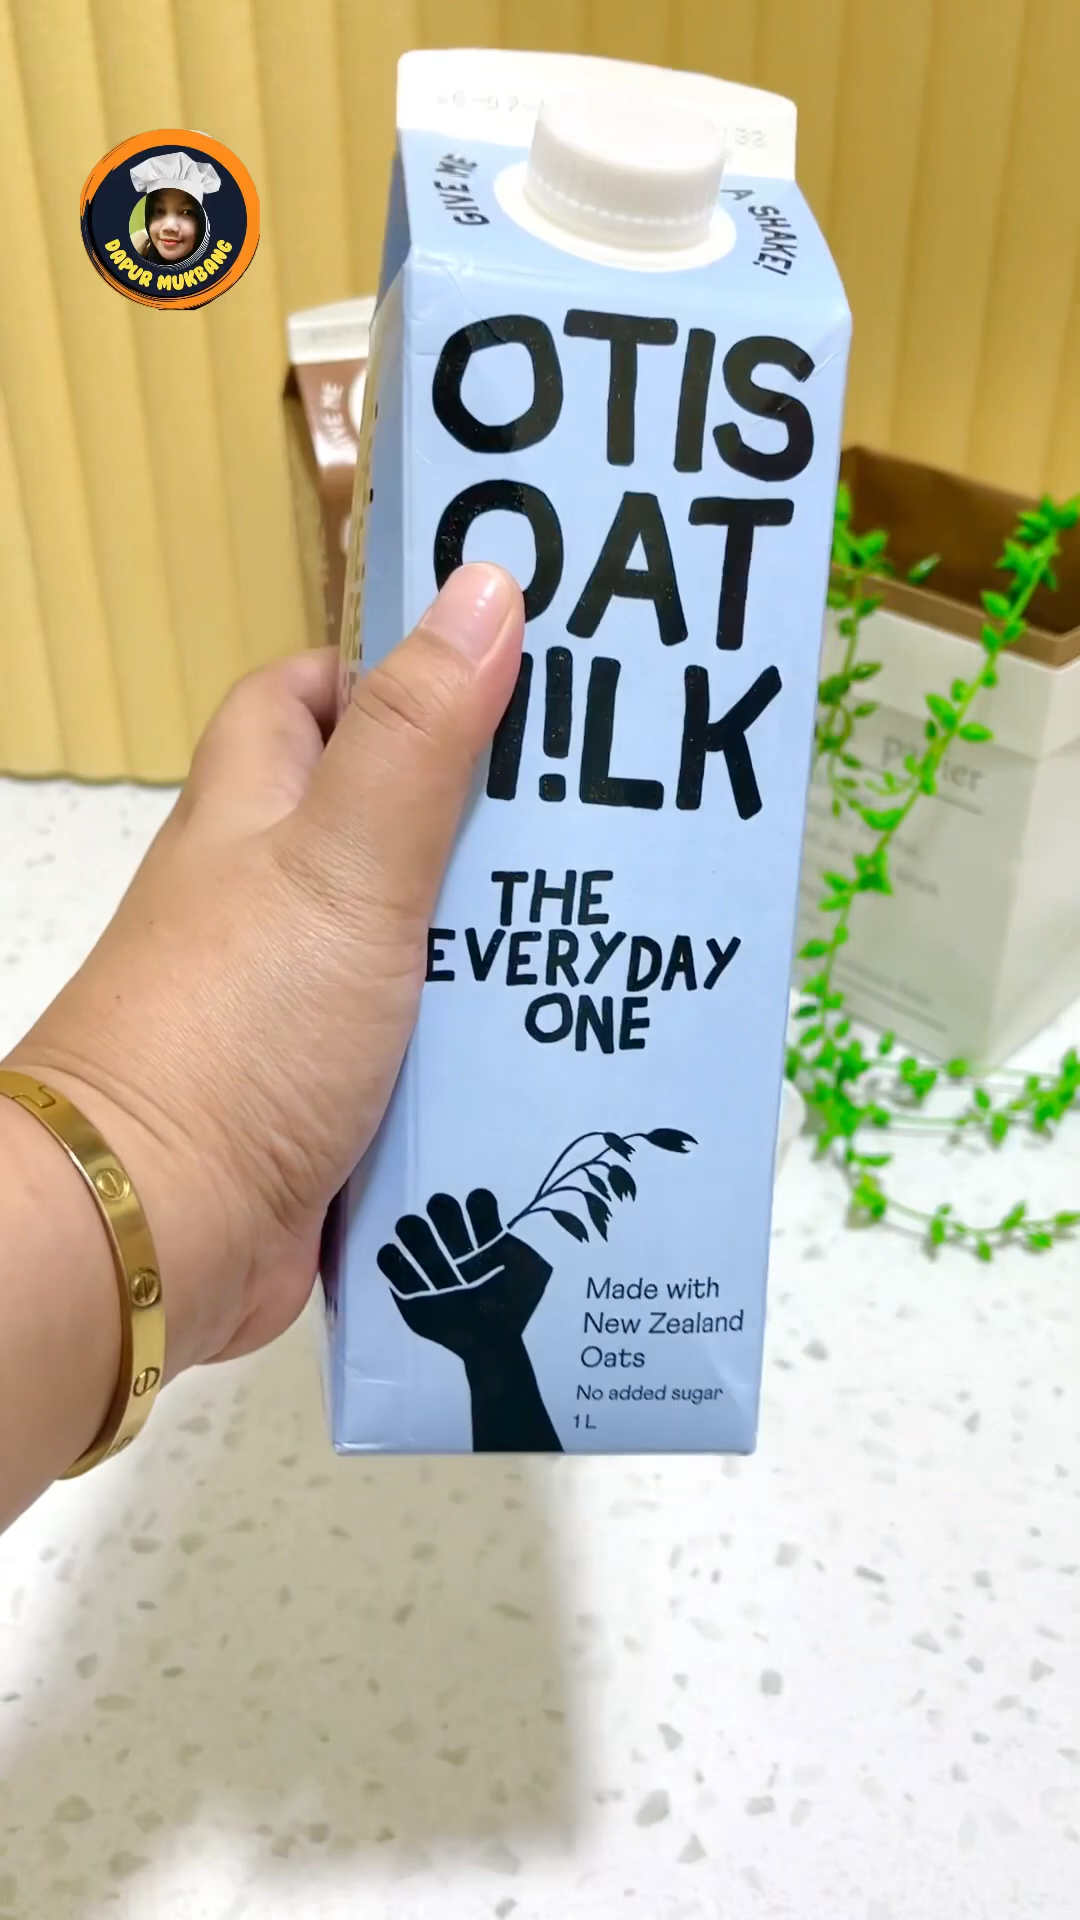 DAPUR MUKBANG
GIVE ME
A SHAKE!
OTIS
OAT
M!LK
THE
EVERYDAY
ONE
Made with
New Zealand
Oats
No added sugar
1 L